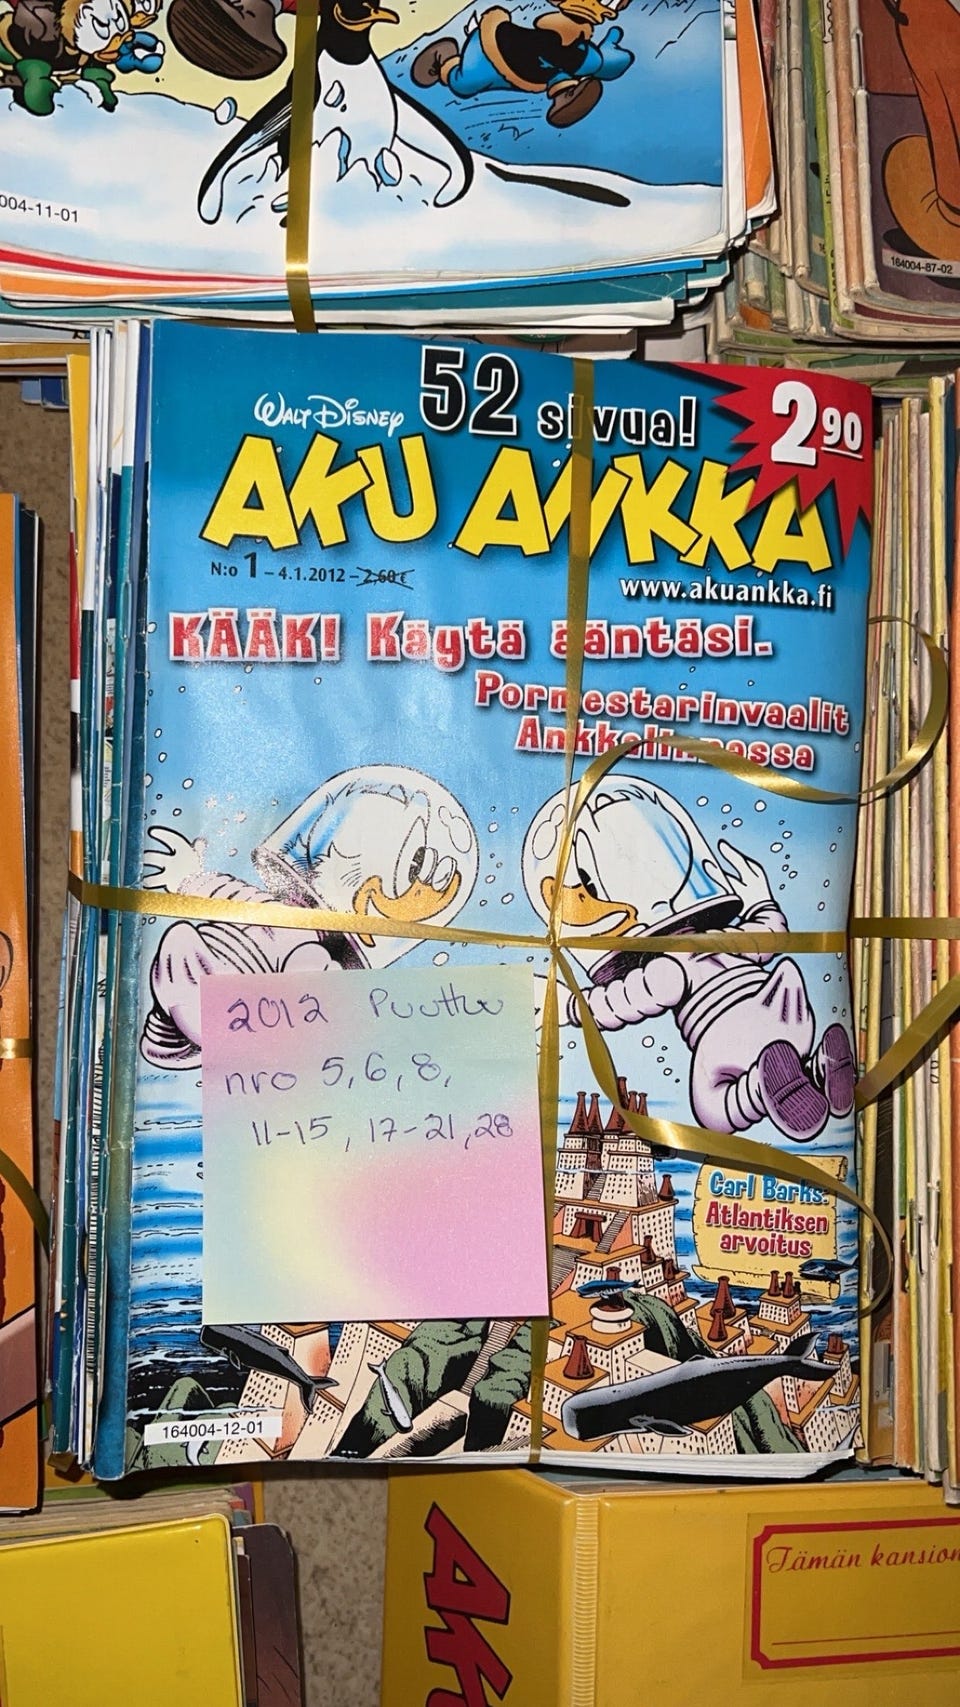 004-11-01
164004-87-02
52 sivua!
2 90
WALT DISNEY
AKU ANKKA
N:o 1 – 4.1.2012 – 2,60 €
www.akuankka.fi
KÄÄK! Käytä ääntäsi.
Pormestarinvaalit
Ankkalinnassa
2012 Puuttuu
nro 5, 6, 8,
11-15, 17-21, 28
Carl Barks:
Atlantiksen
arvoitus
164004-12-01
AK
Tämän kansion